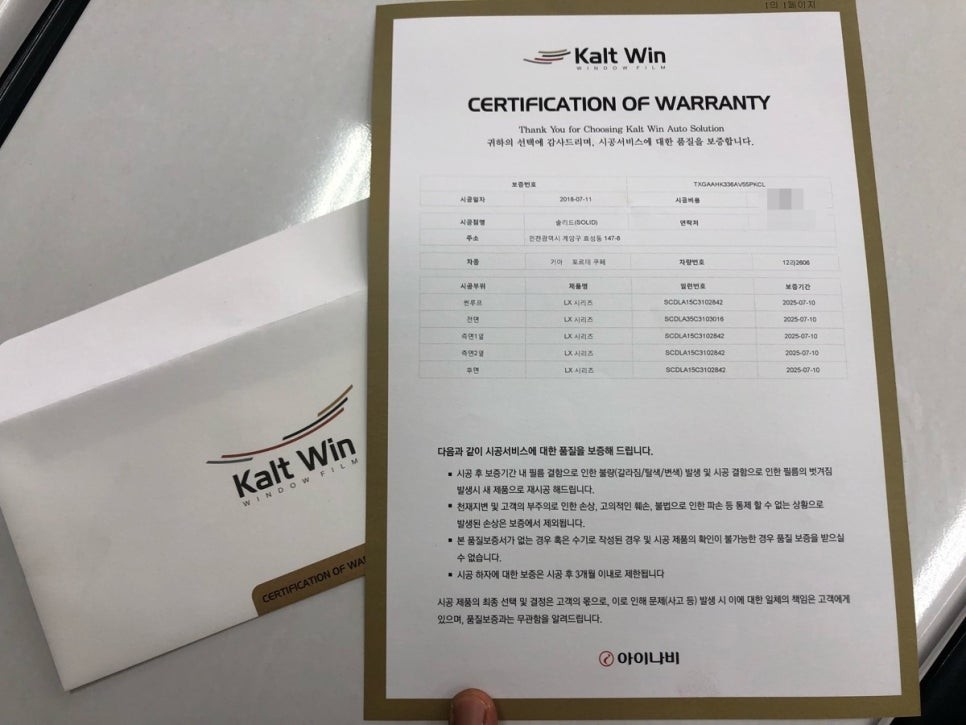 1의 1페이지
Kalt Win
WINDOW FILM
CERTIFICATION OF WARRANTY
Thank You for Choosing Kalt Win Auto Solution
귀하의 선택에 감사드리며, 시공서비스에 대한 품질을 보증합니다.
보증번호 TXGAAHK336AV55PKCL
시공일자 2018-07-11 시공비용
시공점명 솔리드(SOLID) 연락처
주소 인천광역시 계양구 효성동 147-6
차종 기아 포르테 쿠페 차량번호 12라2606
시공부위 제품명 일련번호 보증기간
썬루프 LX 시리즈 SCDLA15C3102842 2025-07-10
전면 LX 시리즈 SCDLA35C3103016 2025-07-10
측면1열 LX 시리즈 SCDLA15C3102842 2025-07-10
측면2열 LX 시리즈 SCDLA15C3102842 2025-07-10
후면 LX 시리즈 SCDLA15C3102842 2025-07-10
다음과 같이 시공서비스에 대한 품질을 보증해 드립니다.
▪ 시공 후 보증기간 내 필름 결함으로 인한 불량(갈라짐/탈색/변색) 발생 및 시공 결함으로 인한 필름의 벗겨짐
발생시 새 제품으로 재시공 해드립니다.
▪ 천재지변 및 고객의 부주의로 인한 손상, 고의적인 훼손, 불법으로 인한 파손 등 통제 할 수 없는 상황으로
발생된 손상은 보증에서 제외됩니다.
▪ 본 품질보증서가 없는 경우 혹은 수기로 작성된 경우 및 시공 제품의 확인이 불가능한 경우 품질 보증을 받으실
수 없습니다.
▪ 시공 하자에 대한 보증은 시공 후 3개월 이내로 제한됩니다
시공 제품의 최종 선택 및 결정은 고객의 몫으로, 이로 인해 문제(사고 등) 발생 시 이에 대한 일체의 책임은 고객에게
있으며, 품질보증과는 무관함을 알려드립니다.
아이나비
Kalt Win
WINDOW FILM
CERTIFICATION OF WA